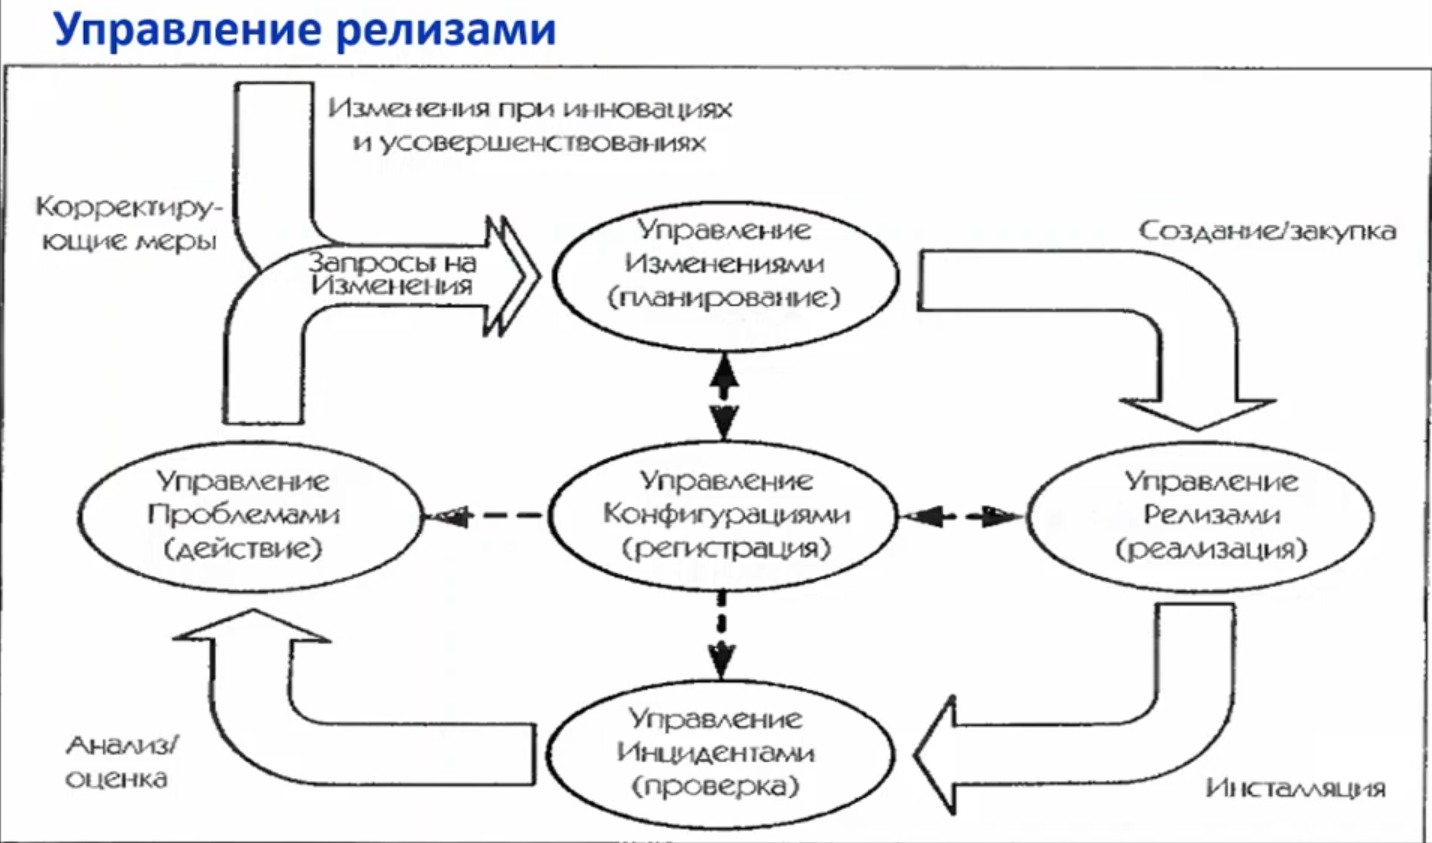 Управление релизами
Изменения при инновациях
и усовершенствованиях
Корректиру-
ющие меры
Запросы на
Изменения
Управление
Изменениями
(планирование)
Создание/закупка
Управление
Проблемами
(действие)
Управление
Конфигурациями
(регистрация)
Управление
Релизами
(реализация)
Анализ/
оценка
Управление
Инцидентами
(проверка)
Инсталляция